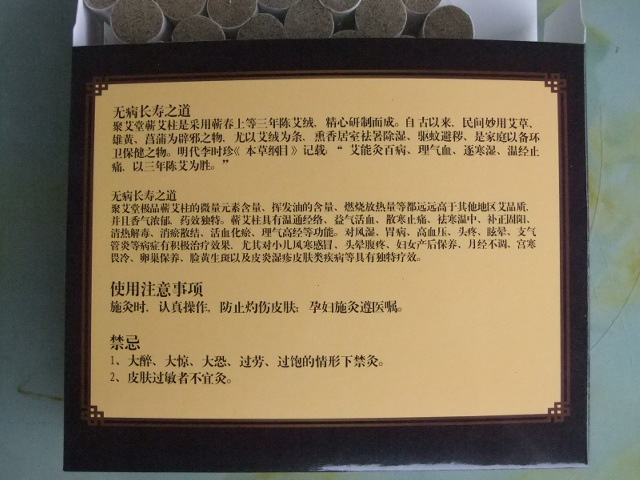 无病长寿之道
聚艾堂蕲艾柱是采用蕲春上等三年陈艾绒，精心研制而成。自古以来，民间妙用艾草、
雄黄、菖蒲为辟邪之物，尤以艾绒为条，熏香居室祛暑除湿、驱蚊避秽，是家庭以备环
卫保健之物。明代李时珍《本草纲目》记载：“艾能灸百病、理气血、逐寒湿、温经止
痛，以三年陈艾为胜。”
无病长寿之道
聚艾堂极品蕲艾柱的微量元素含量、挥发油的含量、燃烧放热量等都远远高于其他地区艾品质，
并且香气浓郁，药效独特。蕲艾柱具有温通经络、益气活血、散寒止痛、祛寒温中、补正固阳、
清热解毒、消瘀散结、活血化瘀、理气高经等功能。对风湿、胃病、高血压、头疼、眩晕、支气
管炎等病症有积极治疗效果，尤其对小儿风寒感冒、头晕腹疼、妇女产后保养、月经不调、宫寒
畏冷、卵巢保养、脸黄生斑以及皮炎湿疹皮肤类疾病等具有独特疗效。
使用注意事项
施灸时，认真操作，防止灼伤皮肤；孕妇施灸遵医嘱。
禁忌
1、大醉、大惊、大恐、过劳、过饱的情形下禁灸。
2、皮肤过敏者不宜灸。